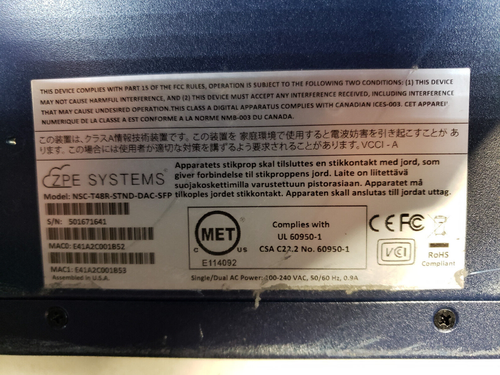 THIS DEVICE COMPLIES WITH PART 15 OF THE FCC RULES, OPERATION IS SUBJECT TO THE FOLLOWING TWO CONDITIONS: (1) THIS DEVICE
MAY NOT CAUSE HARMFUL INTERFERENCE, AND (2) THIS DEVICE MUST ACCEPT ANY INTERFERENCE RECEIVED, INCLUDING INTERFERENCE
THAT MAY CAUSE UNDESIRED OPERATION.THIS CLASS A DIGITAL APPARATUS COMPLIES WITH CANADIAN ICES-003. CET APPAREI'
NUMERIQUE DE LA CLASSE A EST CONFORME A LA NORME NMB-003 DU CANADA.
この装置は、クラスA情報技術装置です。この装置を家庭環境で使用すると電波妨害を引き起こすことがあ
ります。この場合には使用者が適切な対策を講ずるよう要求されることがあります。VCCI - A
ZPE SYSTEMS®
Apparatets stikprop skal tilsluttes en stikkontakt med jord, som
giver forbindelse til stikproppens jord. Laite on liitettävä
suojakoskettimilla varustettuun pistorasiaan. Apparatet må
tilkoples jordet stikkontakt. Apparaten skall anslutas till jordat uttag.
Model: NSC-T48R-STND-DAC-SFP
S/N: S01671641
MAC0: E41A2C001B52
MAC1: E41A2C001B53
Assembled in U.S.A.
MET
C US
E114092
Complies with
UL 60950-1
CSA C22.2 No. 60950-1
CE FC
VCCI
RoHS
Compliant
Single/Dual AC Power: 100-240 VAC, 50/60 Hz, 0.9A